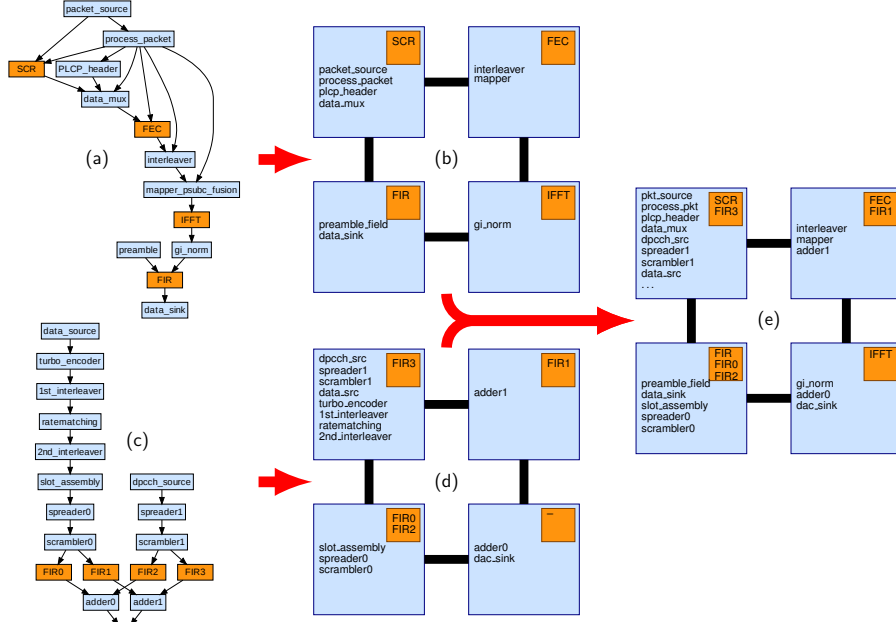 packet_source
process_packet
SCR
PLCP_header
data_mux
FEC
(a)
interleaver
mapper_psubc_fusion
IFFT
preamble
gi_norm
FIR
data_sink
SCR
packet_source
process_packet
plcp_header
data_mux
FEC
interleaver
mapper
(b)
FIR
preamble_field
data_sink
IFFT
gi_norm
data_source
turbo_encoder
1st_interleaver
ratematching
(c)
2nd_interleaver
slot_assembly
dpcch_source
spreader0
spreader1
scrambler0
scrambler1
FIR0
FIR1
FIR2
FIR3
adder0
adder1
FIR3
dpcch_src
spreader1
scrambler1
data_src
turbo_encoder
1st_interleaver
ratematching
2nd_interleaver
FIR1
adder1
(d)
FIR0
FIR2
slot_assembly
spreader0
scrambler0
–
adder0
dac_sink
SCR
FIR3
pkt_source
process_pkt
plcp_header
data_mux
dpcch_src
spreader1
scrambler1
data_src
...
FEC
FIR1
interleaver
mapper
adder1
(e)
FIR
FIR0
FIR2
preamble_field
data_sink
slot_assembly
spreader0
scrambler0
IFFT
gi_norm
adder0
dac_sink